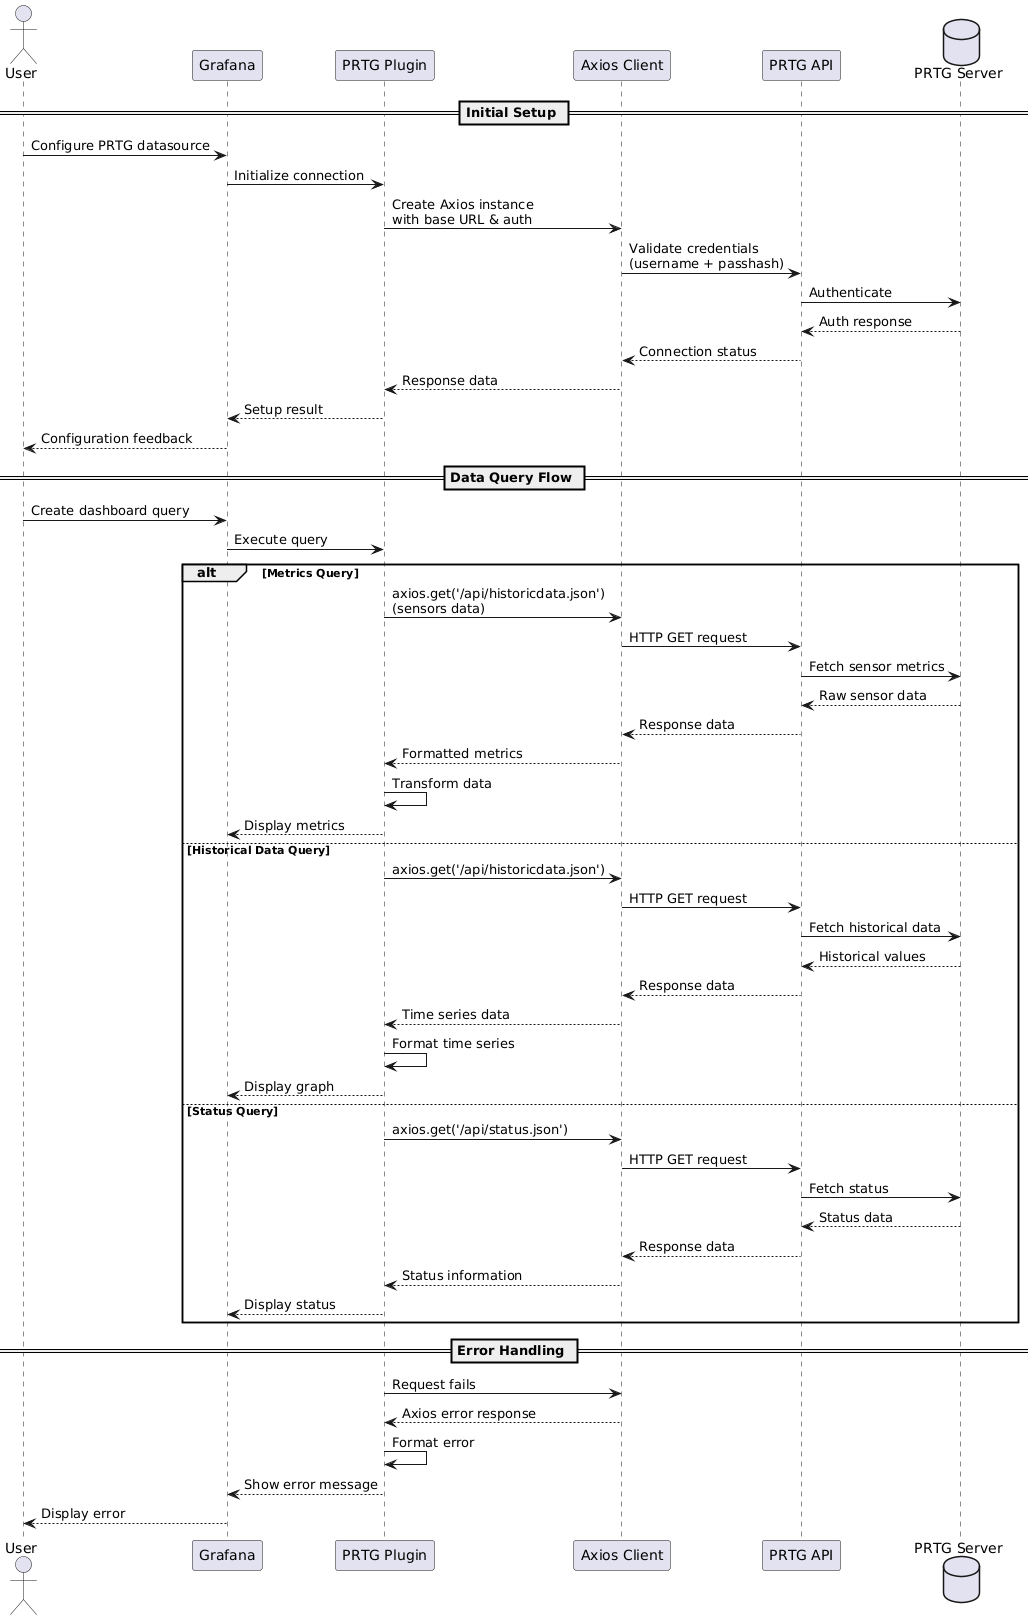 User
Grafana
PRTG Plugin
Axios Client
PRTG API
PRTG Server
Initial Setup
Configure PRTG datasource
Initialize connection
Create Axios instance
with base URL & auth
Validate credentials
(username + passhash)
Authenticate
Auth response
Connection status
Response data
Setup result
Configuration feedback
Data Query Flow
Create dashboard query
Execute query
alt
[Metrics Query]
axios.get('/api/historicdata.json')
(sensors data)
HTTP GET request
Fetch sensor metrics
Raw sensor data
Response data
Formatted metrics
Transform data
Display metrics
[Historical Data Query]
axios.get('/api/historicdata.json')
HTTP GET request
Fetch historical data
Historical values
Response data
Time series data
Format time series
Display graph
[Status Query]
axios.get('/api/status.json')
HTTP GET request
Fetch status
Status data
Response data
Status information
Display status
Error Handling
Request fails
Axios error response
Format error
Show error message
Display error
User
Grafana
PRTG Plugin
Axios Client
PRTG API
PRTG Server